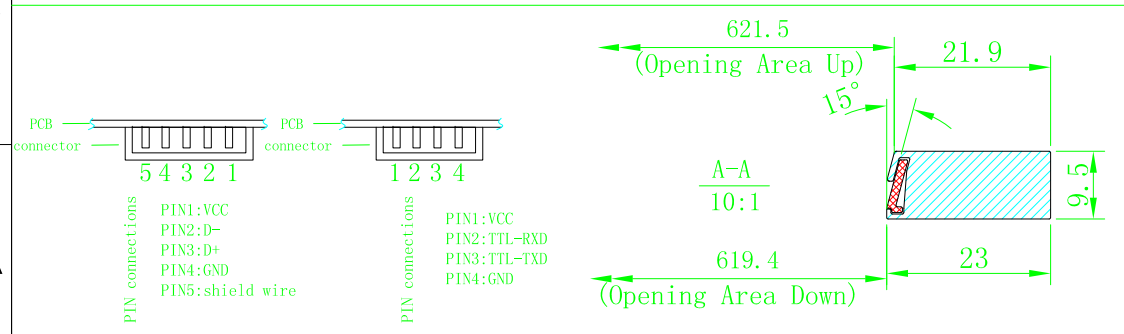 PCB
connector
5 4 3 2 1
PIN connections
PIN1:VCC
PIN2:D-
PIN3:D+
PIN4:GND
PIN5:shield wire
PCB
connector
1 2 3 4
PIN connections
PIN1:VCC
PIN2:TTL-RXD
PIN3:TTL-TXD
PIN4:GND
621.5
(Opening Area Up)
21.9
15°
A-A
10:1
9.5
619.4
(Opening Area Down)
23